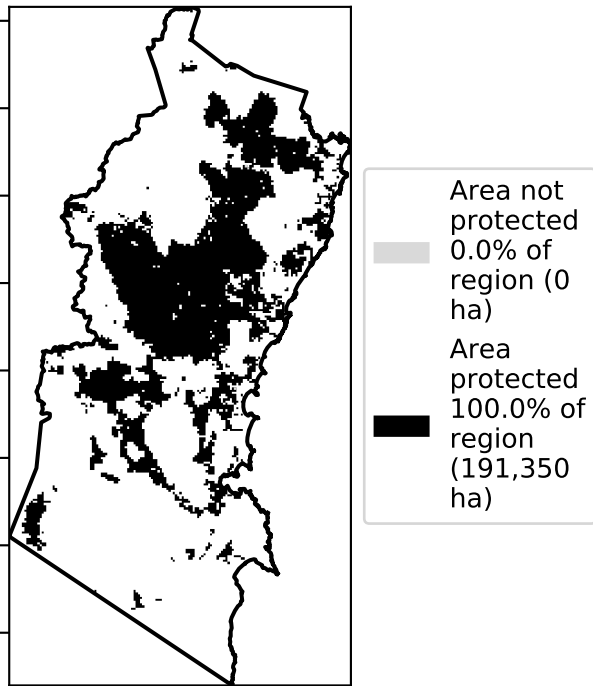 Area not
protected
0.0% of
region (0
ha)
Area
protected
100.0% of
region
(191,350
ha)